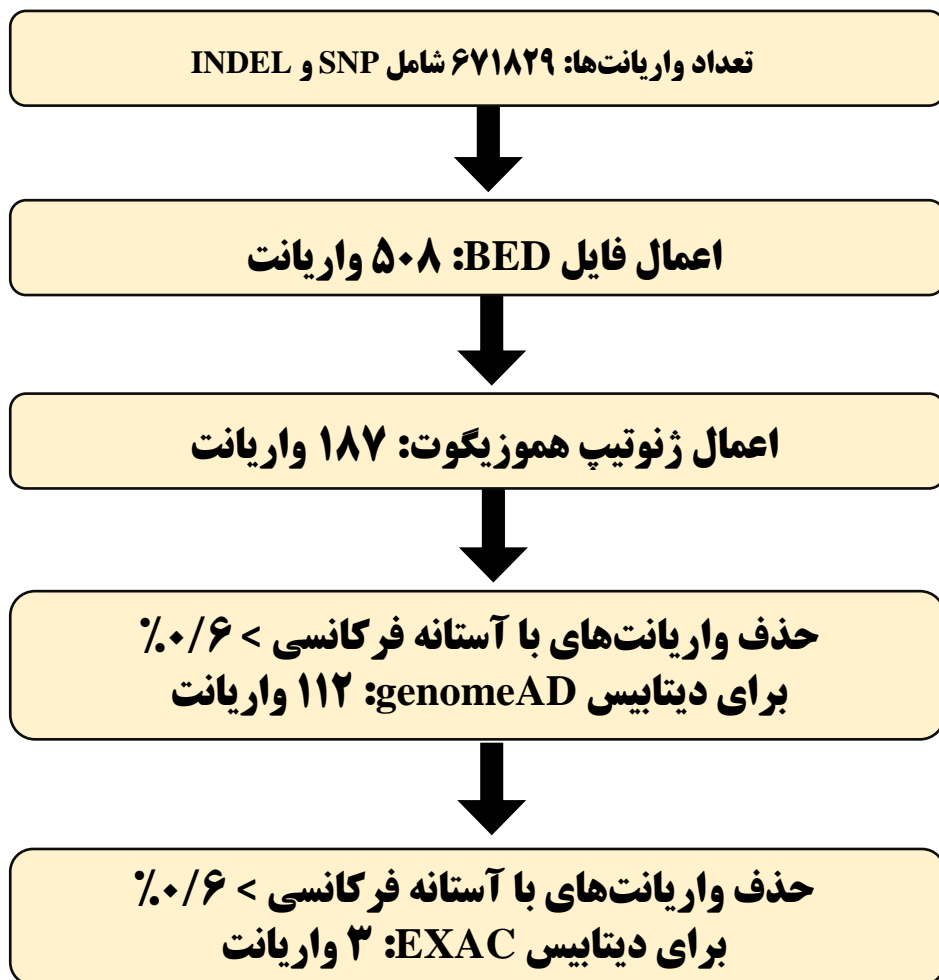 تعداد واریانت‌ها: ۶۷۱۸۲۹ شامل SNP و INDEL
اعمال فایل BED: ۵۰۸ واریانت
اعمال ژنوتیپ هموزیگوت: ۱۸۷ واریانت
حذف واریانت‌های با آستانه فرکانسی > ۰/۶٪
برای دیتابیس genomeAD: ۱۱۲ واریانت
حذف واریانت‌های با آستانه فرکانسی > ۰/۶٪
برای دیتابیس EXAC: ۳ واریانت